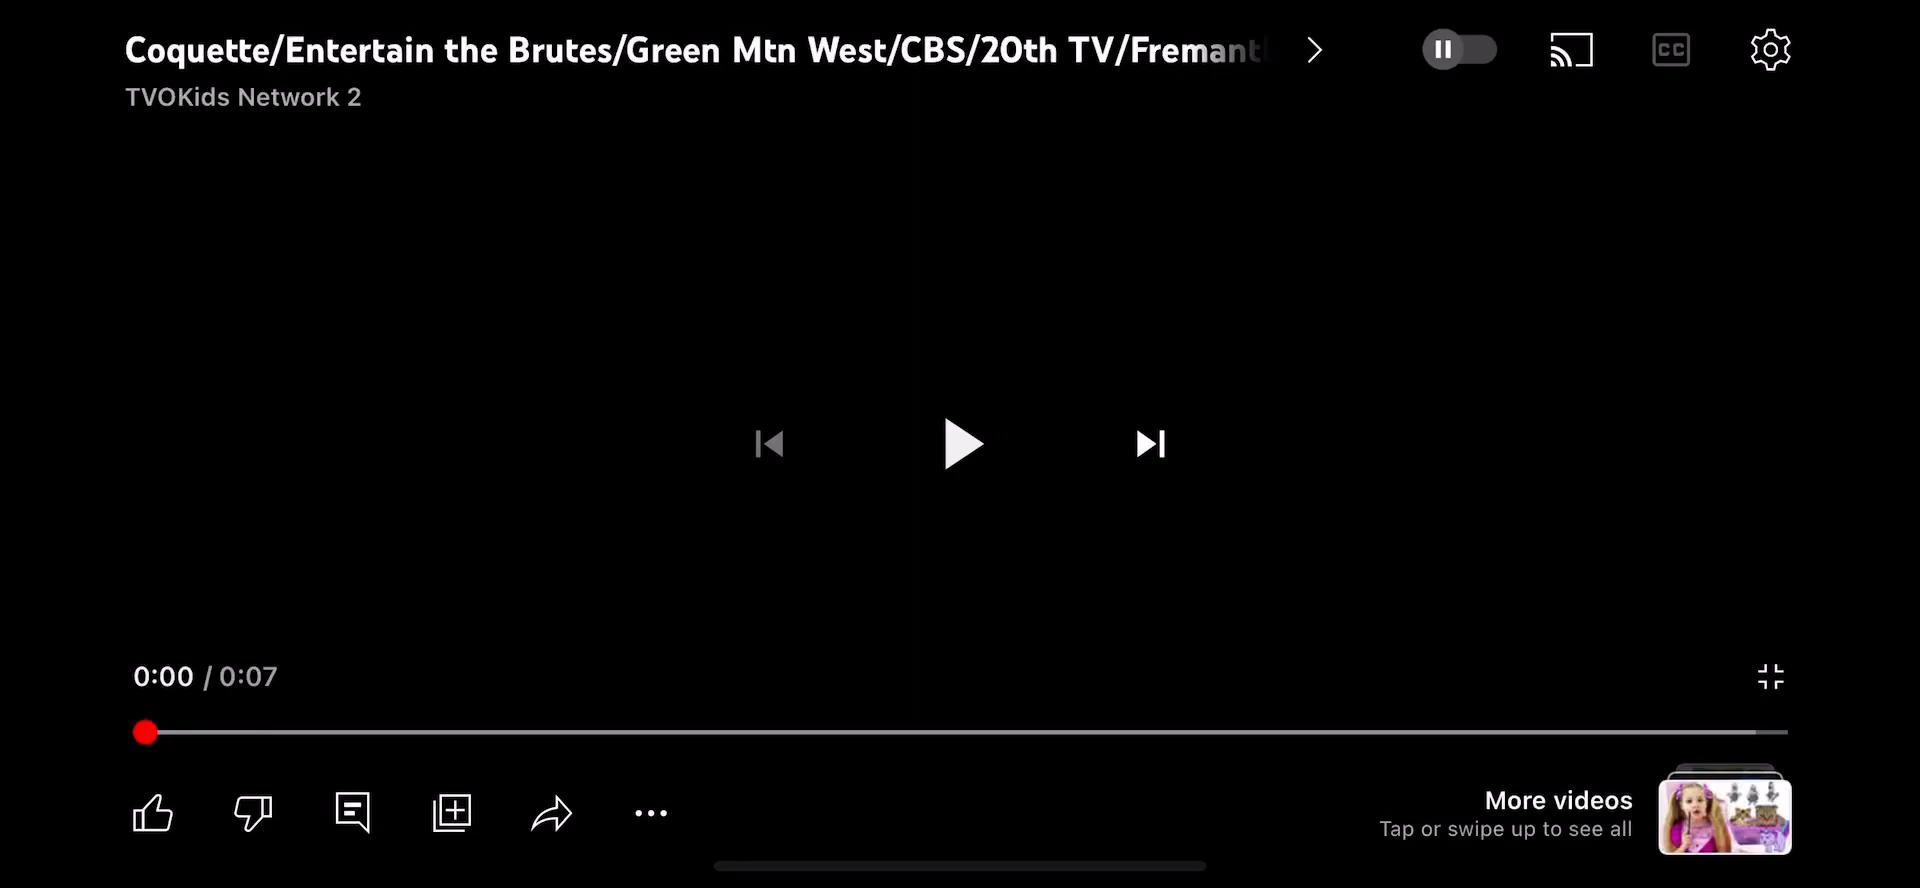 Coquette/Entertain the Brutes/Green Mtn West/CBS/20th TV/Fremant
CC
TVOKids Network 2
0:00 / 0:07
More videos
Tap or swipe up to see all